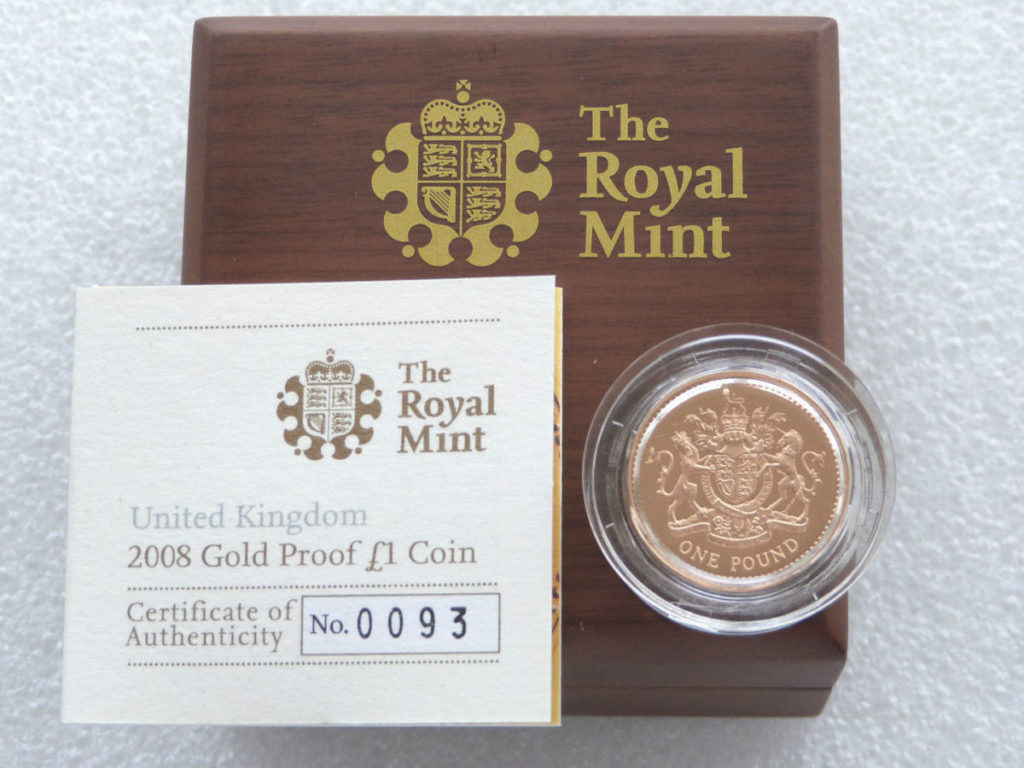 The
Royal
Mint
The
Royal
Mint
United Kingdom
2008 Gold Proof £1 Coin
Certificate of
Authenticity
No. 0093
ONE POUND